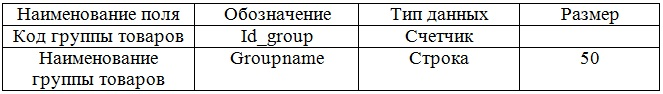 Наименование поля Обозначение Тип данных Размер
Код группы товаров Id_group Счетчик
Наименование группы товаров Groupname Строка 50